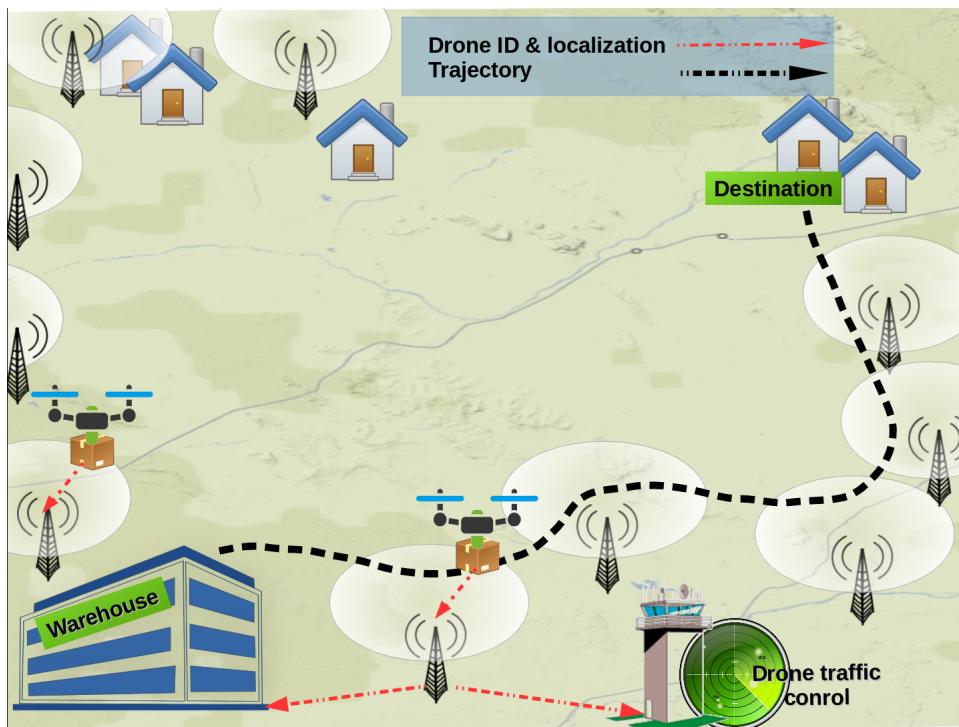 Drone ID & localization
Trajectory
Destination
Warehouse
Drone traffic
conrol